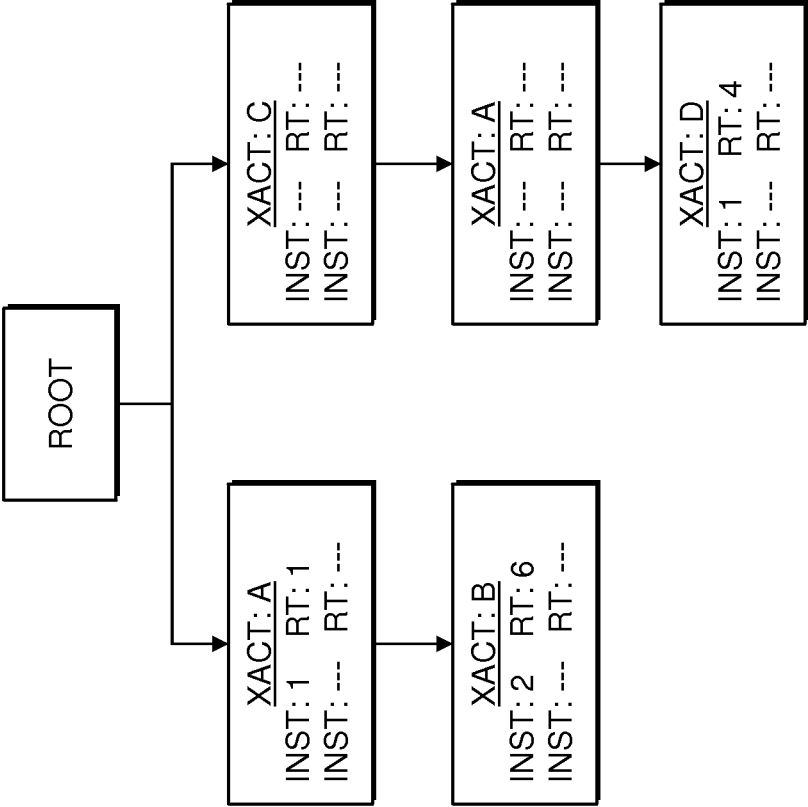 ROOT
XACT: A
INST: 1 RT: 1
INST: --- RT: ---
XACT: B
INST: 2 RT: 6
INST: --- RT: ---
XACT: C
INST: --- RT: ---
INST: --- RT: ---
XACT: A
INST: --- RT: ---
INST: --- RT: ---
XACT: D
INST: 1 RT: 4
INST: --- RT: ---